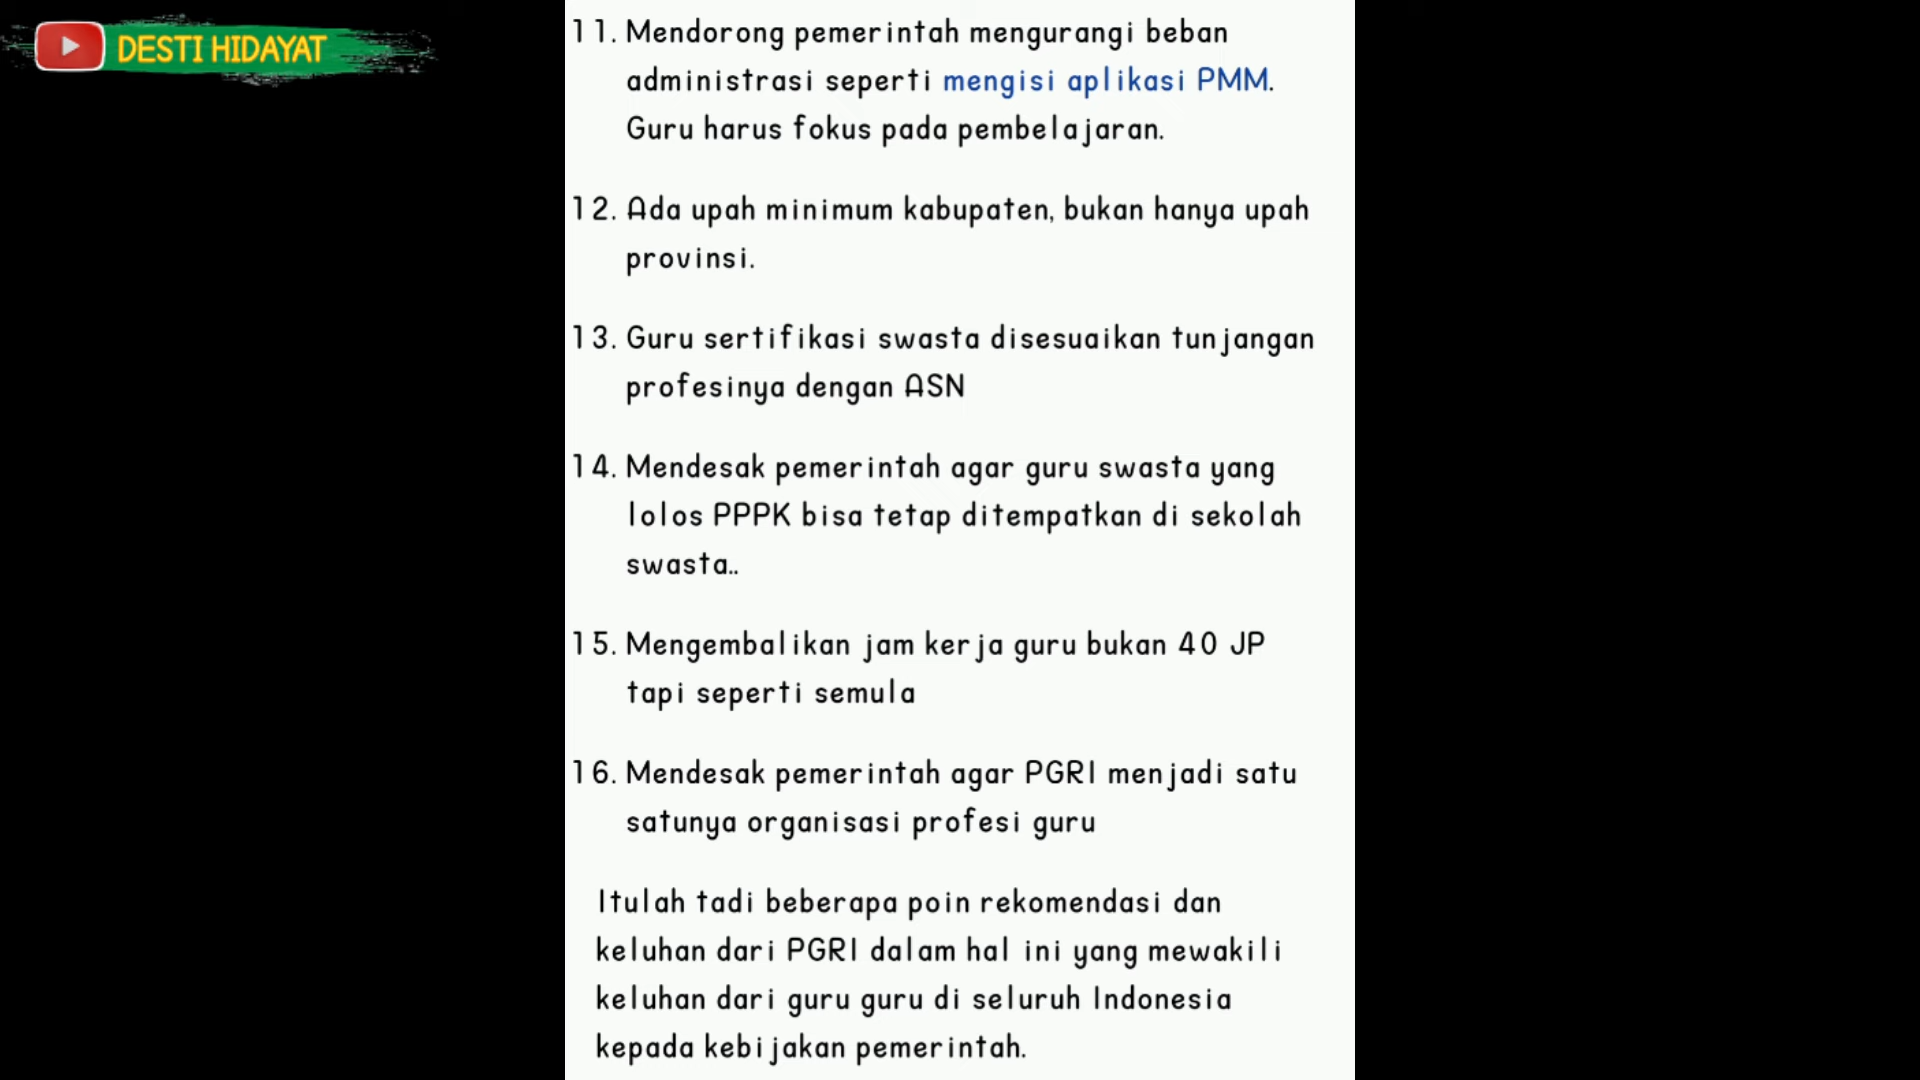 DESTI HIDAYAT
11. Mendorong pemerintah mengurangi beban
administrasi seperti mengisi aplikasi PMM.
Guru harus fokus pada pembelajaran.
12. Ada upah minimum kabupaten, bukan hanya upah
provinsi.
13. Guru sertifikasi swasta disesuaikan tunjangan
profesinya dengan ASN
14. Mendesak pemerintah agar guru swasta yang
lolos PPPK bisa tetap ditempatkan di sekolah
swasta..
15. Mengembalikan jam kerja guru bukan 40 JP
tapi seperti semula
16. Mendesak pemerintah agar PGRI menjadi satu
satunya organisasi profesi guru
Itulah tadi beberapa poin rekomendasi dan
keluhan dari PGRI dalam hal ini yang mewakili
keluhan dari guru guru di seluruh Indonesia
kepada kebijakan pemerintah.